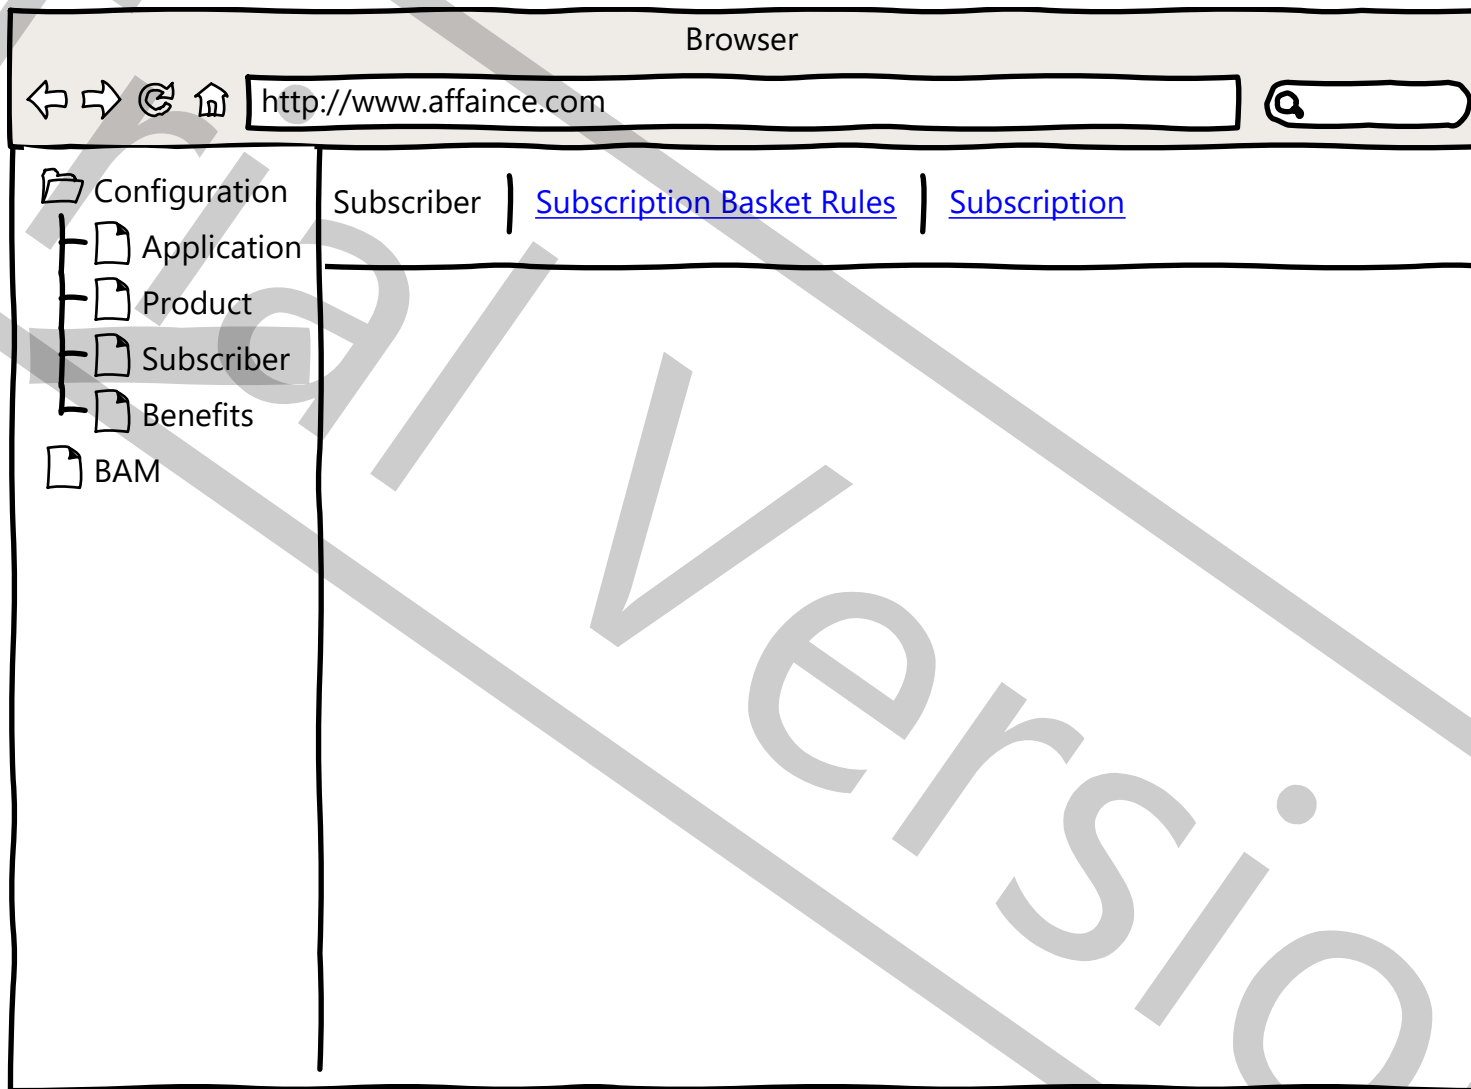 Browser
http://www.affaince.com
Configuration
Application
Product
Subscriber
Benefits
BAM
Subscriber
Subscription Basket Rules
Subscription
rial Versio